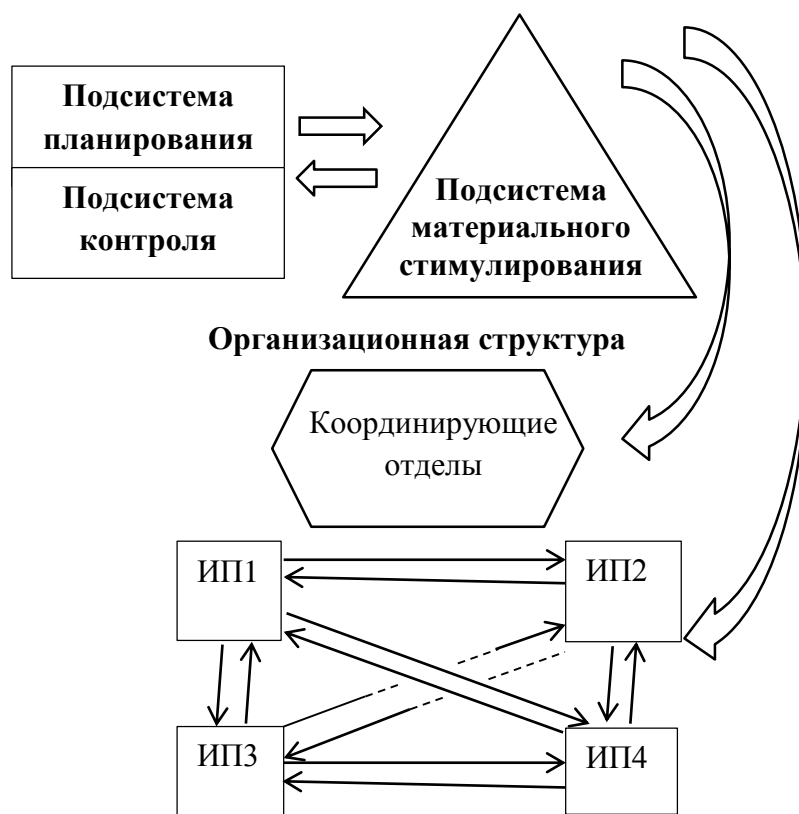 Подсистема
планирования
Подсистема
контроля
Подсистема
материального
стимулирования
Организационная структура
Координирующие
отделы
ИП1
ИП2
ИП3
ИП4